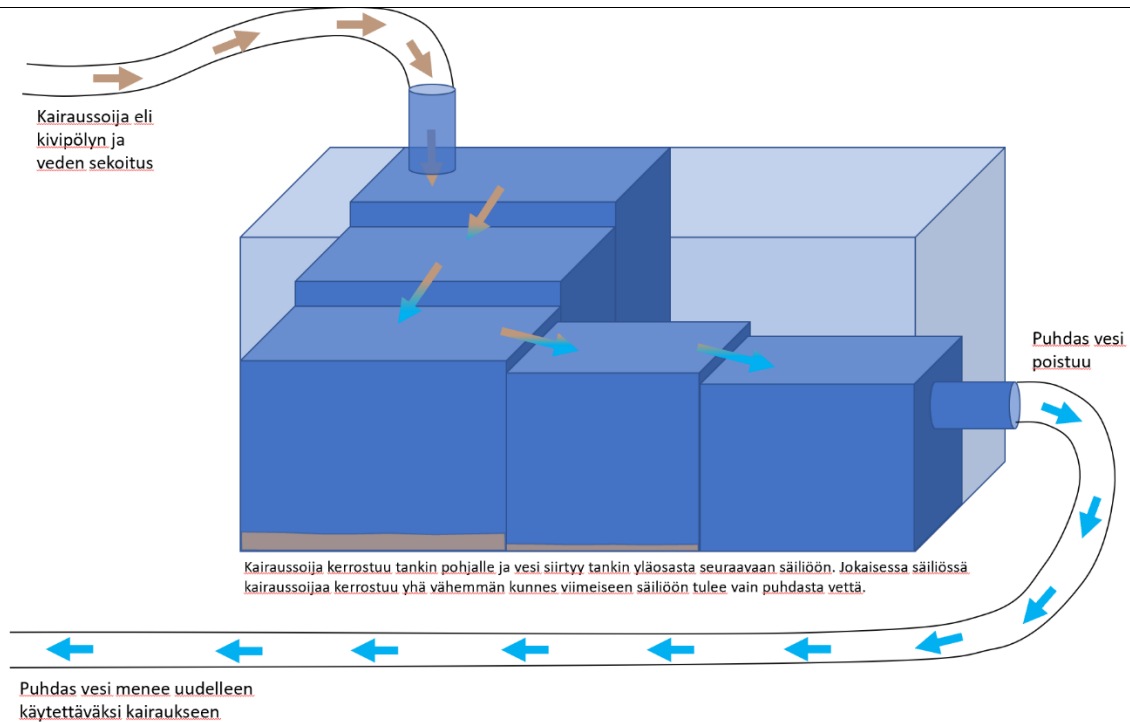 Kairaussoija eli
kivipölyn ja
veden sekoitus
Puhdas vesi
poistuu
Kairaussoija kerrostuu tankin pohjalle ja vesi siirtyy tankin yläosasta seuraavaan säiliöön. Jokaisessa säiliössä
kairaussoijaa kerrostuu yhä vähemmän kunnes viimeiseen säiliöön tulee vain puhdasta vettä.
Puhdas vesi menee uudelleen
käytettäväksi kairaukseen